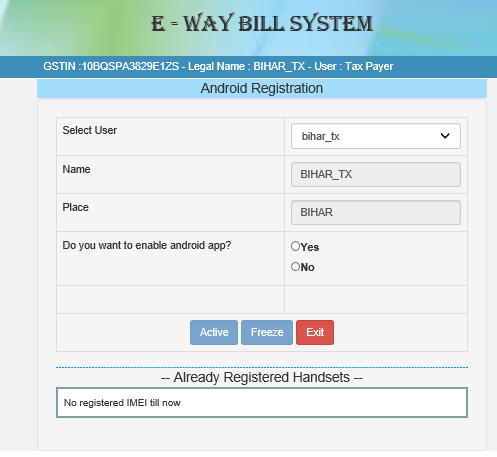 E - WAY BILL SYSTEM
GSTIN :10BQSPA3829E1ZS - Legal Name : BIHAR_TX - User : Tax Payer
Android Registration
Select User
bihar_tx
Name
BIHAR_TX
Place
BIHAR
Do you want to enable android app?
Yes
No
Active Freeze Exit
-- Already Registered Handsets --
No registered IMEI till now